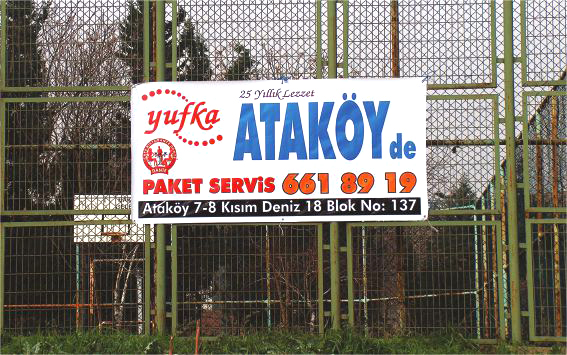 25 Yıllık Lezzet
yufka
ATAKÖY de
PAKET SERViS 661 89 19
Ataköy 7-8 Kısım Deniz 18 Blok No: 137